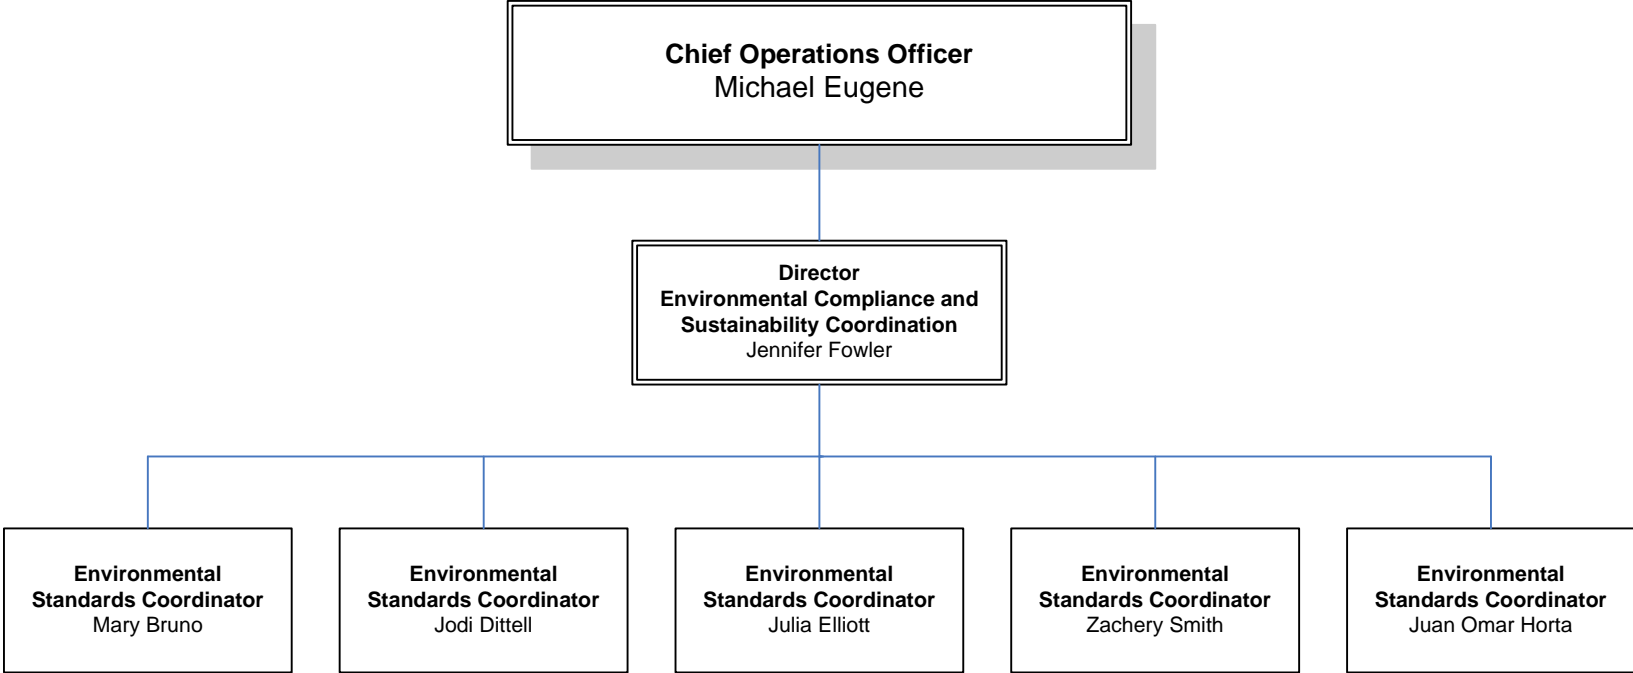 Chief Operations Officer
Michael Eugene
Director
Environmental Compliance and
Sustainability Coordination
Jennifer Fowler
Environmental
Standards Coordinator
Mary Bruno
Environmental
Standards Coordinator
Jodi Dittell
Environmental
Standards Coordinator
Julia Elliott
Environmental
Standards Coordinator
Zachery Smith
Environmental
Standards Coordinator
Juan Omar Horta